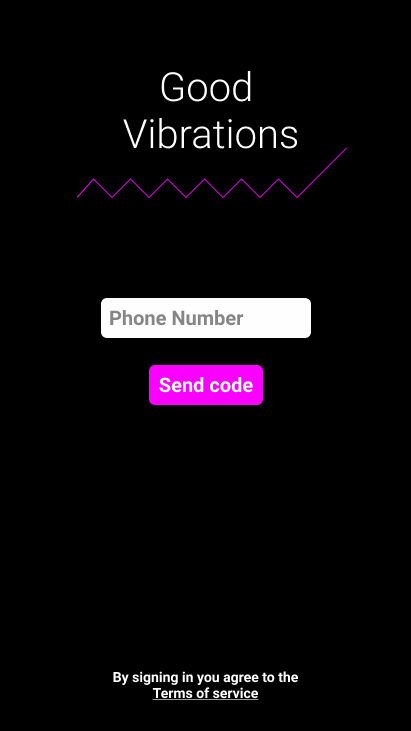 Good
Vibrations
Phone Number
Send code
By signing in you agree to the
Terms of service